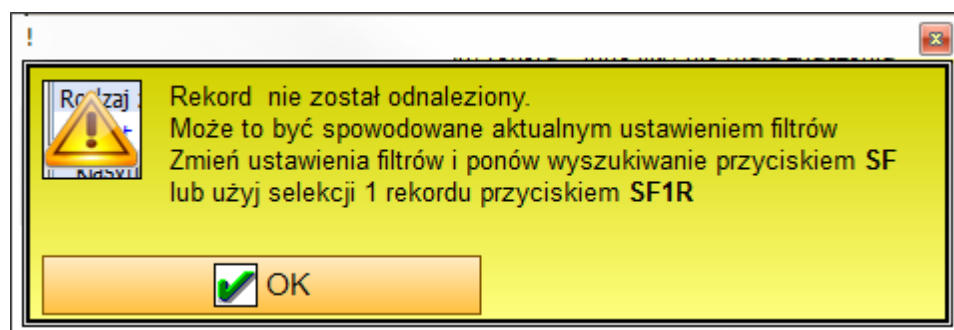 !
Rodzaj
Rekord nie został odnaleziony.
Może to być spowodowane aktualnym ustawieniem filtrów
Zmień ustawienia filtrów i ponów wyszukiwanie przyciskiem SF
lub użyj selekcji 1 rekordu przyciskiem SF1R
OK